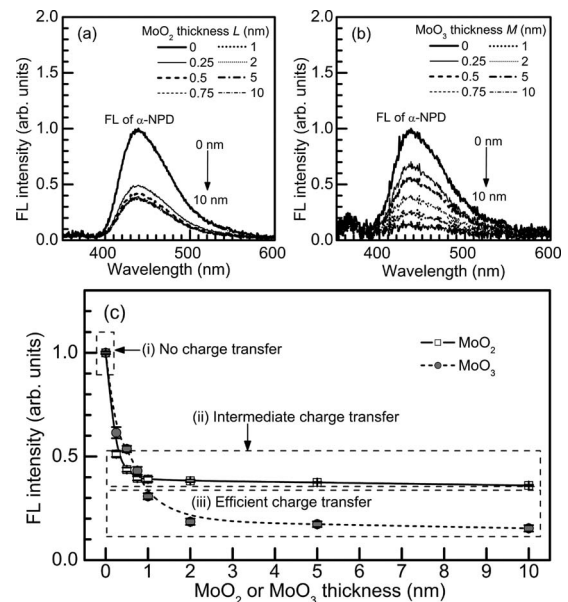 (a)
MoO₂ thickness L (nm)
0 1
0.25 2
0.5 5
0.75 10
FL of α-NPD
0 nm
10 nm
2.0
1.5
1.0
0.5
0.0
FL intensity (arb. units)
400 500 600
Wavelength (nm)
(b)
MoO₃ thickness M (nm)
0 1
0.25 2
0.5 5
0.75 10
FL of α-NPD
0 nm
10 nm
2.0
1.5
1.0
0.5
0.0
FL intensity (arb. units)
400 500 600
Wavelength (nm)
(c)
MoO₂
MoO₃
(i) No charge transfer
(ii) Intermediate charge transfer
(iii) Efficient charge transfer
1.0
0.5
0.0
FL intensity (arb. units)
0 1 2 3 4 5 6 7 8 9 10
MoO₂ or MoO₃ thickness (nm)